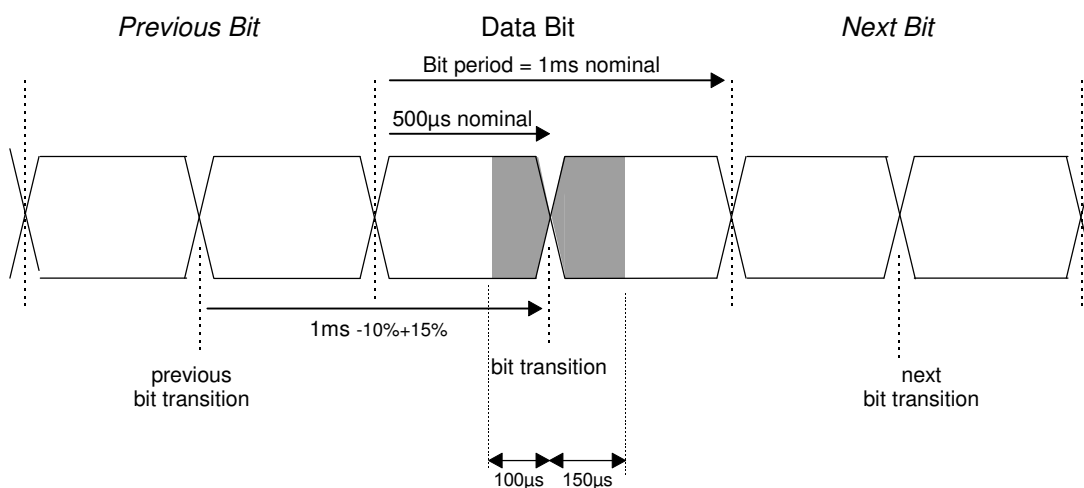 Previous Bit
Data Bit
Next Bit
Bit period = 1ms nominal
500µs nominal
1ms -10%+15%
previous
bit transition
bit transition
next
bit transition
100µs
150µs